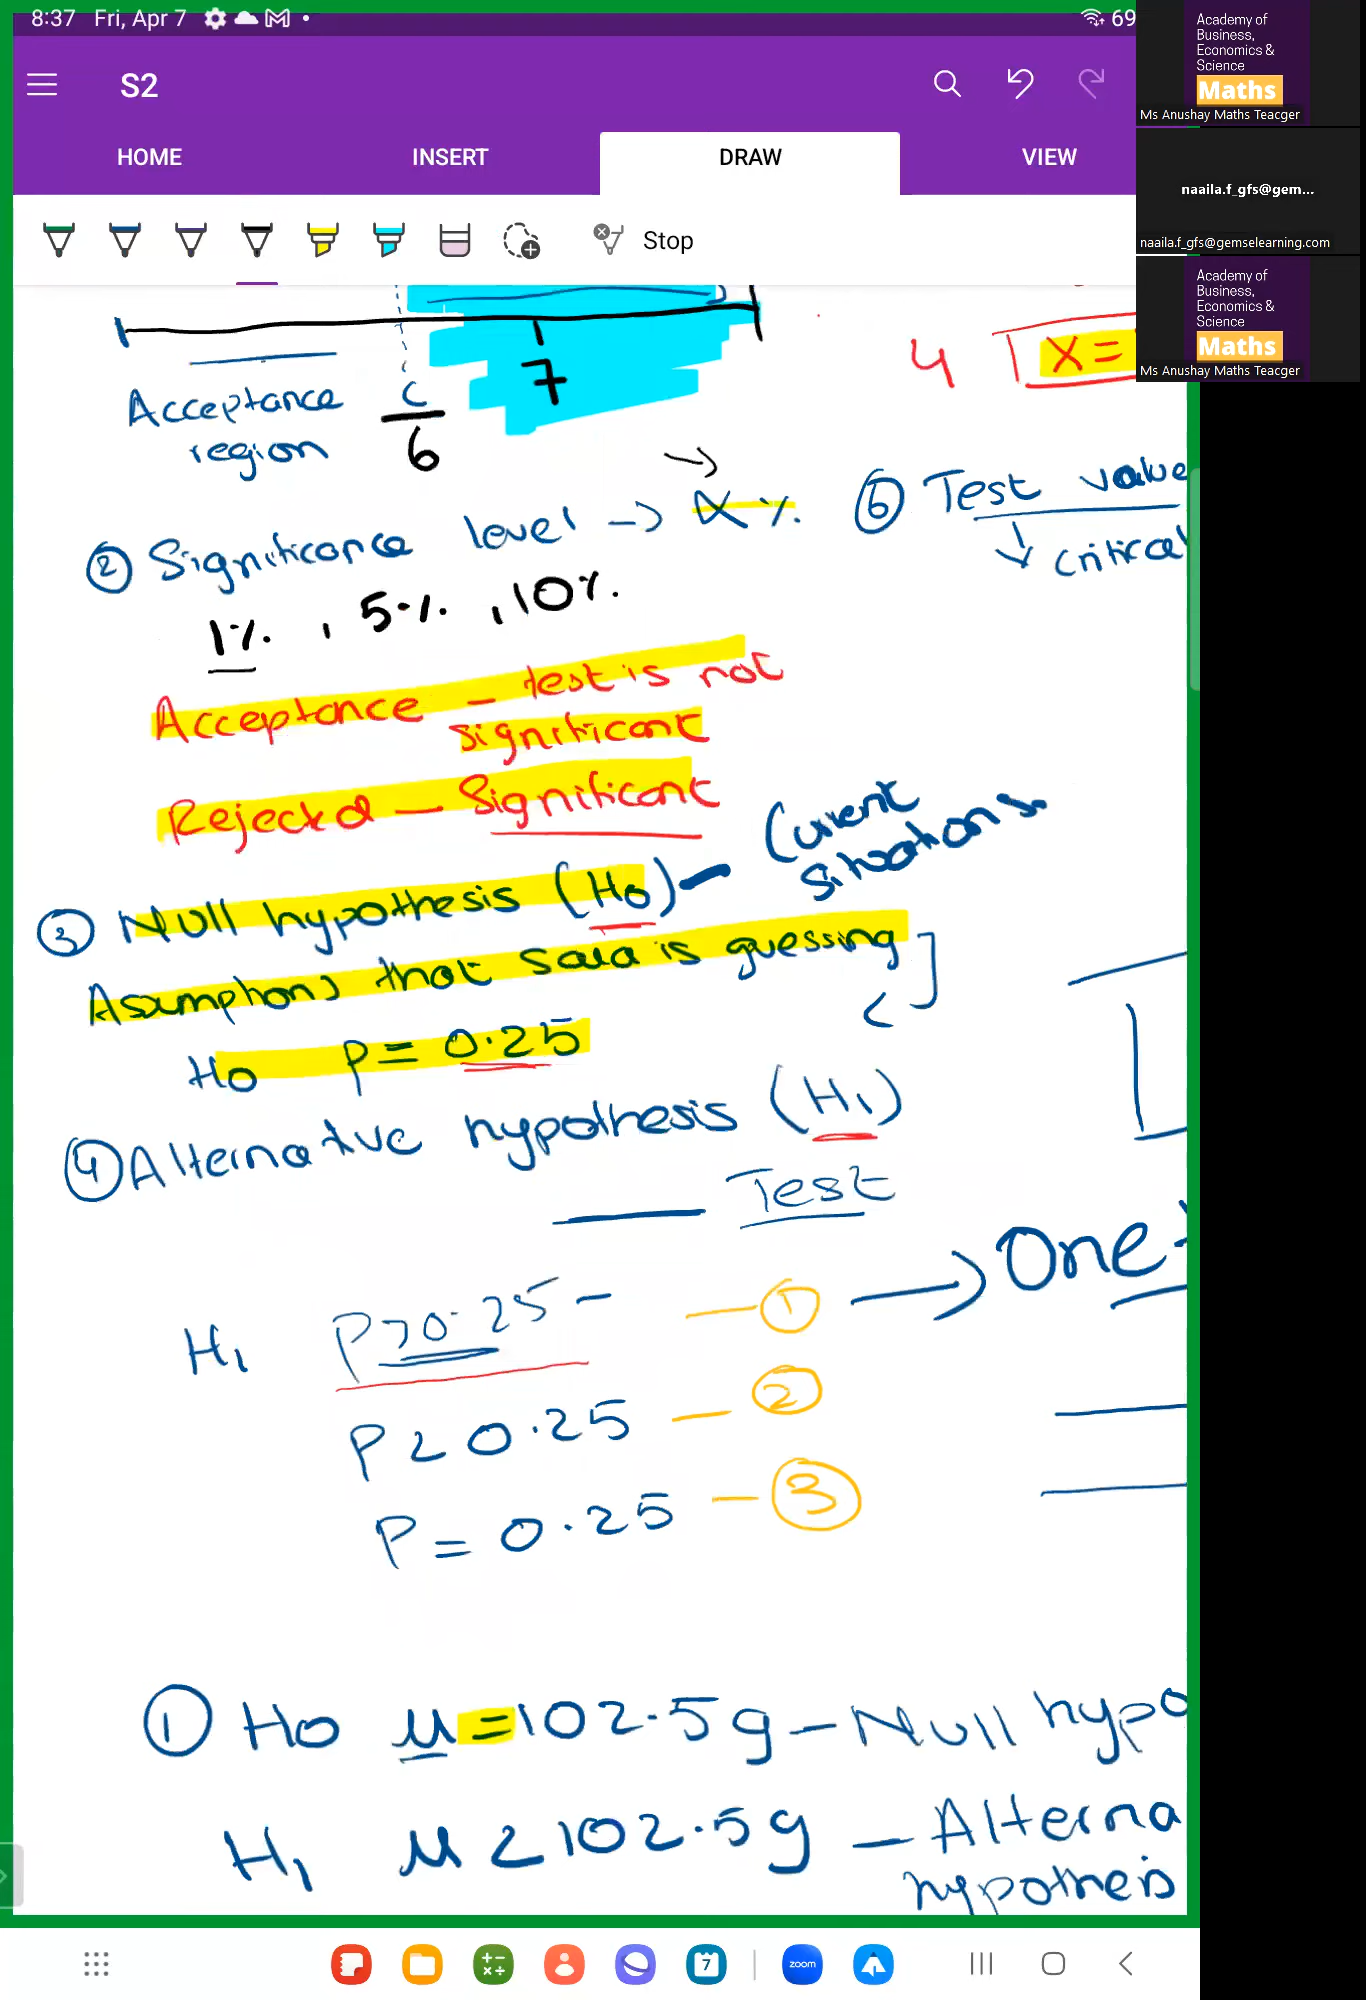 8:37 Fri, Apr 7
69
S2
HOME INSERT DRAW VIEW
Stop
Academy of
Business,
Economics &
Science
Maths
Ms Anushay Maths Teacger
naaila.f_gfs@gem...
naaila.f_gfs@gemselearning.com
Academy of
Business,
Economics &
Science
Maths
Ms Anushay Maths Teacger
7
Acceptance
region
c
6
4 x =
② Significance level → α %.
1%. , 5%. , 10%.
Acceptance – test is not
significant
Rejected – Significant
③ Null hypothesis (Ho) – Current
situations
Asumptions that Sara is guessing
Ho P = 0.25
④ Alternative hypothesis (H1)
Test
H1 P > 0.25 – ①
→ One-
P < 0.25 – ②
P = 0.25 – ③
⑥ Test value
↓ critical
① Ho μ = 102.5g – Null hypo
H1 μ < 102.5g – Alterna
hypotheis
7
zoom